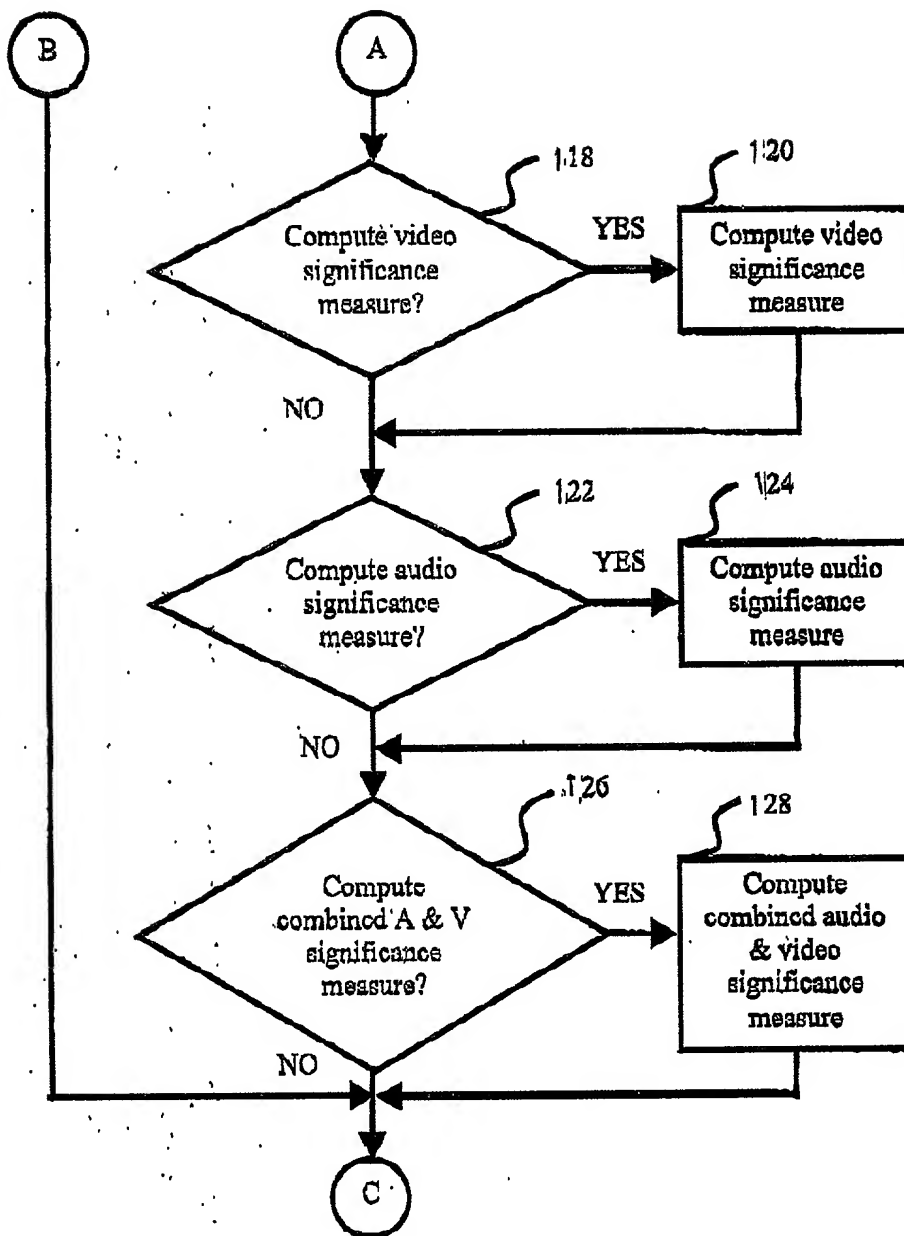 B
A
118
120
Compute video
significance
measure?
YES
Compute video
significance
measure
NO
122
124
Compute audio
significance
measure?
YES
Compute audio
significance
measure
NO
126
128
Compute
combined A & V
significance
measure?
YES
Compute
combined audio
& video
significance
measure
NO
C